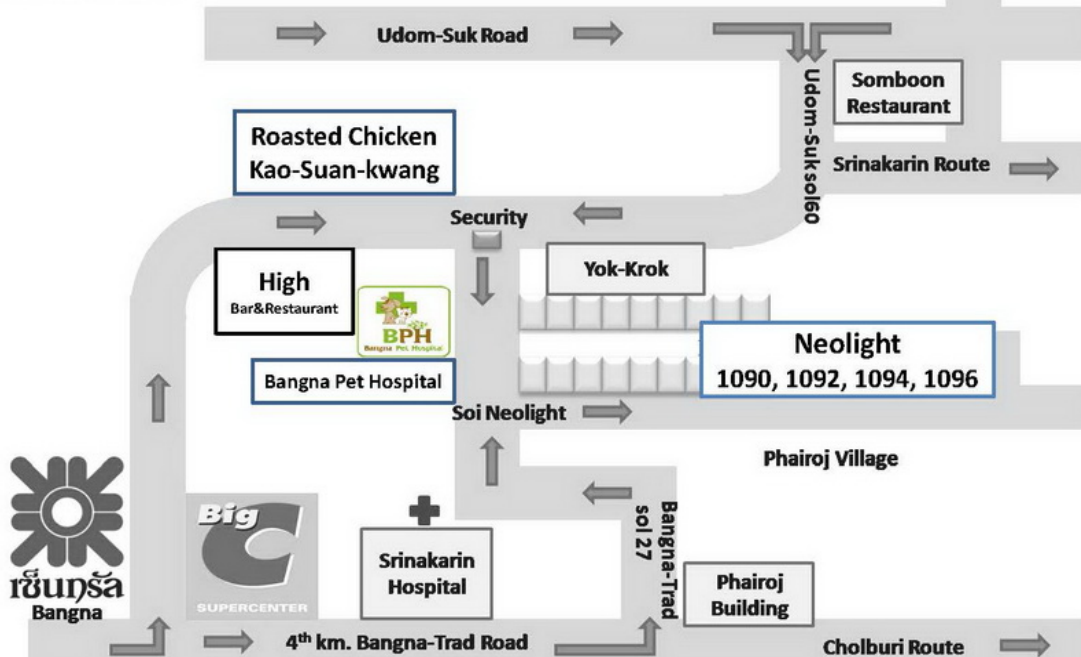 Udom-Suk Road
Somboon
Restaurant
Udom-Suk soi60
Srinakarin Route
Roasted Chicken
Kao-Suan-kwang
Security
Yok-Krok
High
Bar&Restaurant
BPH
Bangna Pet Hospital
Bangna Pet Hospital
Neolight
1090, 1092, 1094, 1096
Soi Neolight
Phairoj Village
เซ็นทรัล
Bangna
Big
C
SUPERCENTER
Srinakarin
Hospital
Bangna-Trad
soi 27
Phairoj
Building
4th km. Bangna-Trad Road
Cholburi Route